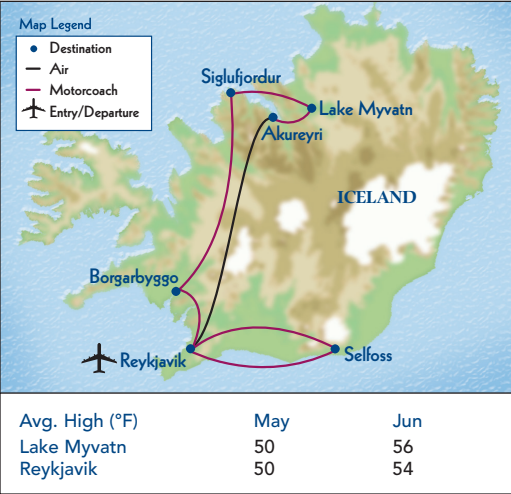 Map Legend
Destination
Air
Motorcoach
Entry/Departure
Siglufjordur
Lake Myvatn
Akureyri
ICELAND
Borgarbyggo
Reykjavik
Selfoss
Avg. High (°F) May Jun
Lake Myvatn 50 56
Reykjavik 50 54